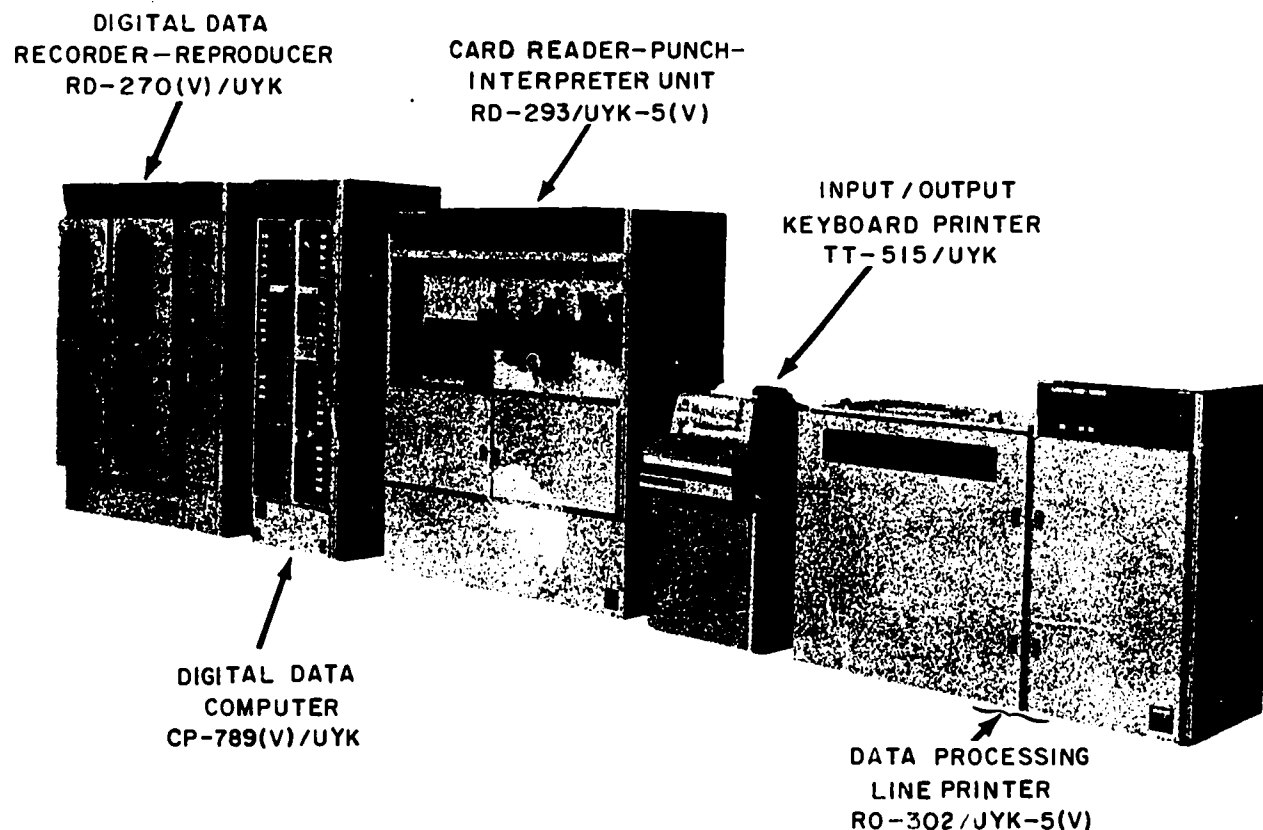 DIGITAL DATA
RECORDER-REPRODUCER
RD-270(V)/UYK
CARD READER-PUNCH-
INTERPRETER UNIT
RD-293/UYK-5(V)
INPUT/OUTPUT
KEYBOARD PRINTER
TT-515/UYK
DIGITAL DATA
COMPUTER
CP-789(V)/UYK
DATA PROCESSING
LINE PRINTER
RO-302/UYK-5(V)